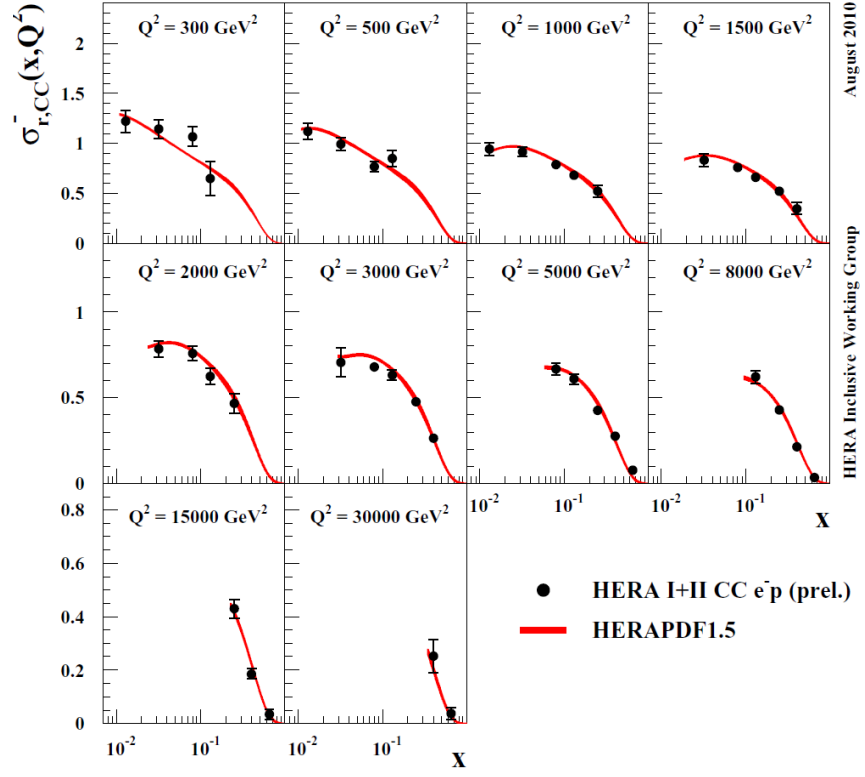 σ⁻r,CC(x,Q²)
August 2010
HERA Inclusive Working Group
Q² = 300 GeV²
Q² = 500 GeV²
Q² = 1000 GeV²
Q² = 1500 GeV²
2
1.5
1
0.5
0
Q² = 2000 GeV²
Q² = 3000 GeV²
Q² = 5000 GeV²
Q² = 8000 GeV²
1
0.5
0
10⁻² 10⁻¹ 10⁻² 10⁻¹ x
Q² = 15000 GeV²
Q² = 30000 GeV²
0.8
0.6
0.4
0.2
0
10⁻² 10⁻¹ 10⁻² 10⁻¹ x
HERA I+II CC e⁻p (prel.)
HERAPDF1.5